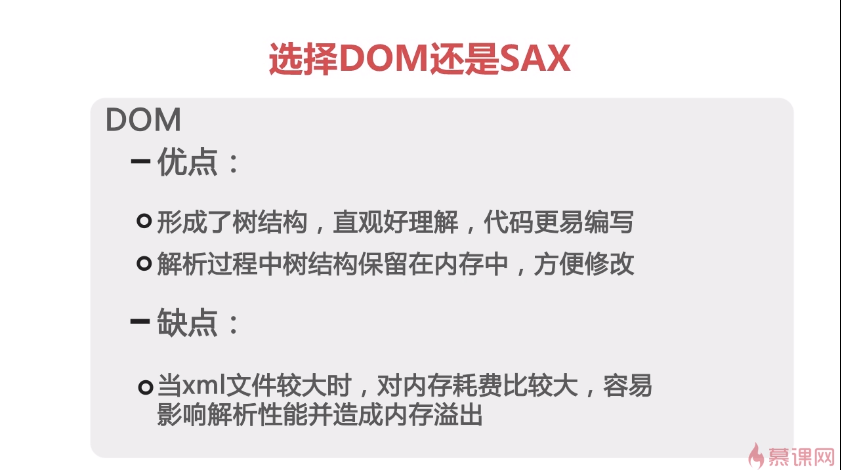 选择DOM还是SAX
DOM
– 优点：
形成了树结构，直观好理解，代码更易编写
解析过程中树结构保留在内存中，方便修改
– 缺点：
当xml文件较大时，对内存耗费比较大，容易
影响解析性能并造成内存溢出
慕课网